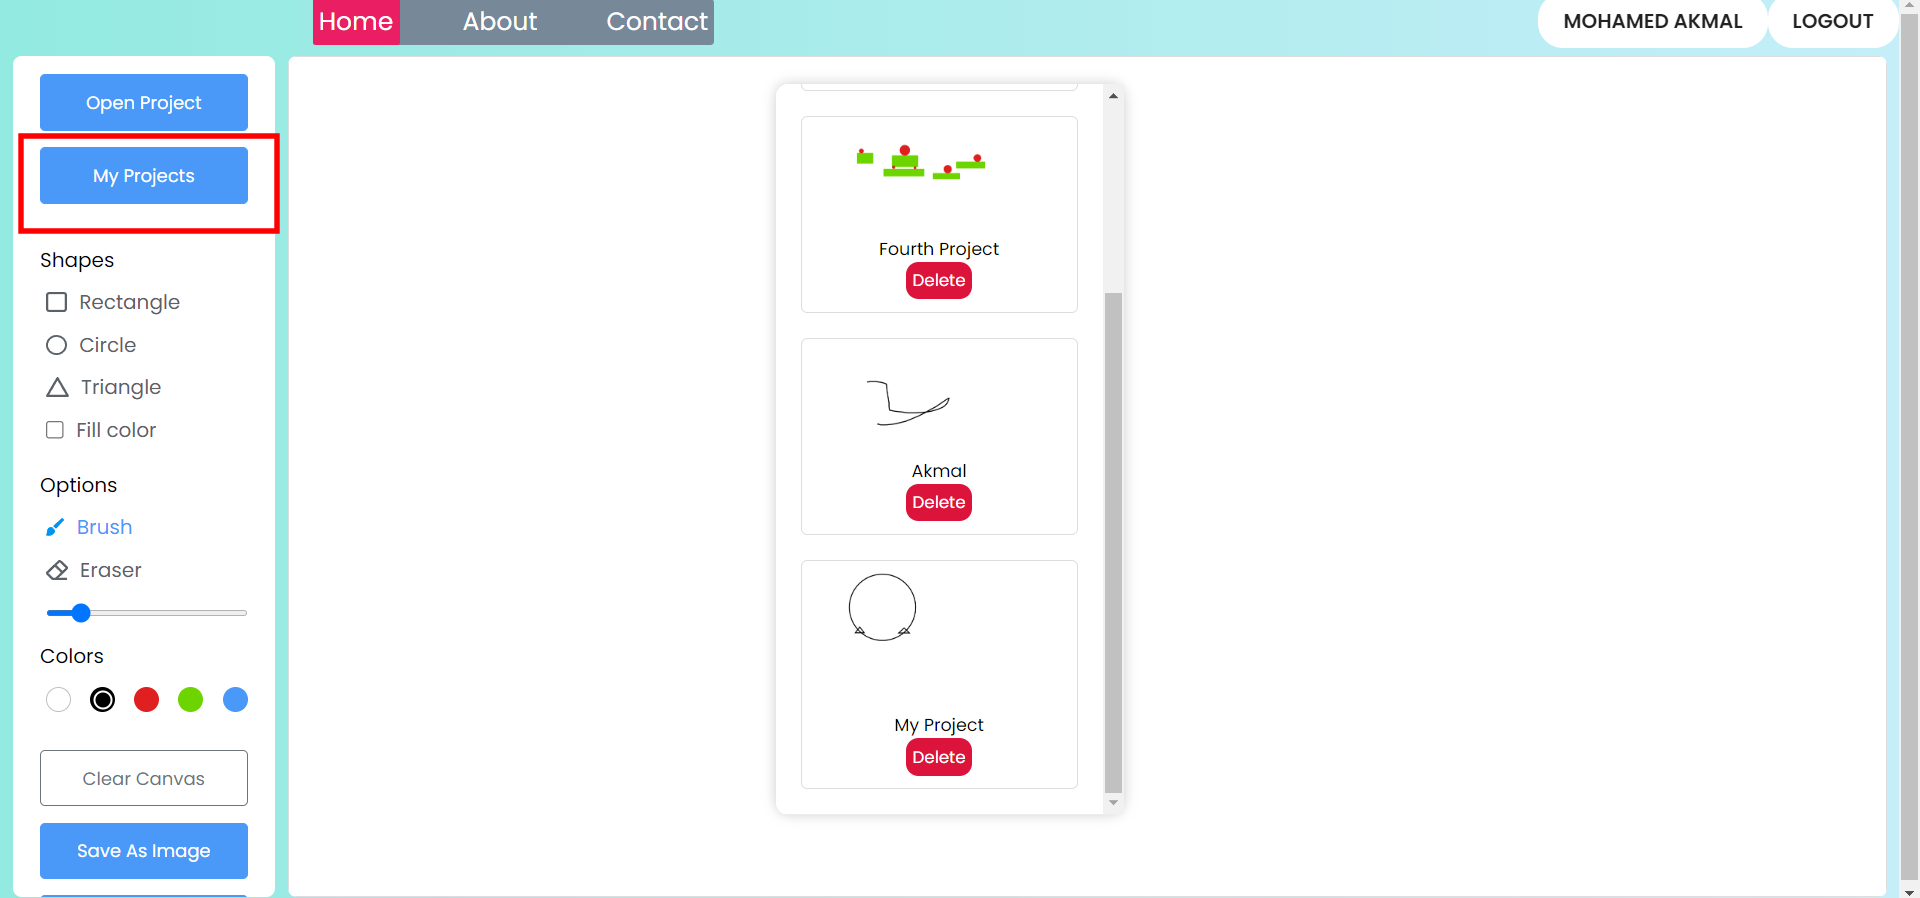 Home About Contact
MOHAMED AKMAL LOGOUT
Open Project
My Projects
Shapes
Rectangle
Circle
Triangle
Fill color
Options
Brush
Eraser
Colors
Clear Canvas
Save As Image
Fourth Project
Delete
Akmal
Delete
My Project
Delete